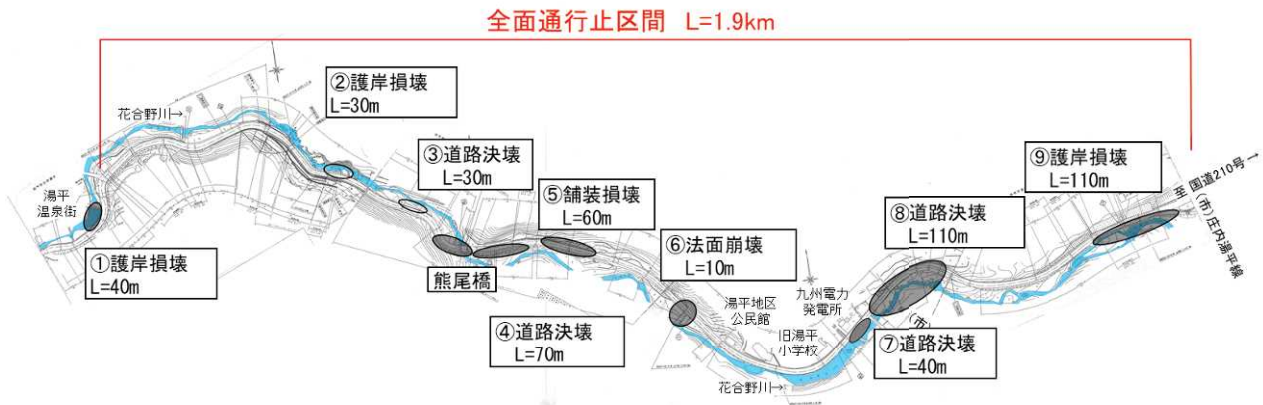 全面通行止区間 L=1.9km
②護岸損壊
L=30m
花合野川→
③道路決壊
L=30m
⑤舗装損壊
L=60m
⑨護岸損壊
L=110m
至 国道210号→
(市)庄内湯平線
湯平
温泉街
①護岸損壊
L=40m
熊尾橋
⑥法面崩壊
L=10m
⑧道路決壊
L=110m
④道路決壊
L=70m
湯平地区
公民館
九州電力
発電所
旧湯平
小学校
(市)
⑦道路決壊
L=40m
花合野川→